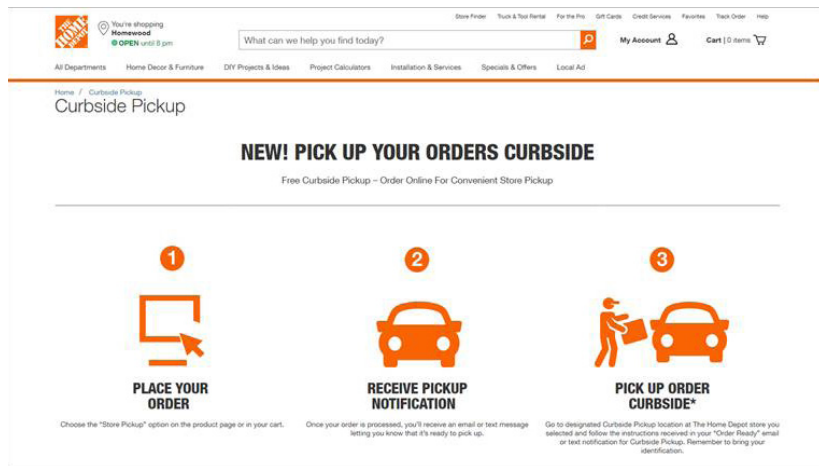 Store Finder Truck & Tool Rental For the Pro Gift Cards Credit Services Favorites Track Order Help
THE HOME DEPOT
You're shopping
Homewood
OPEN until 8 pm
What can we help you find today?
My Account
Cart | 0 items
All Departments Home Decor & Furniture DIY Projects & Ideas Project Calculators Installation & Services Specials & Offers Local Ad
Home / Curbside Pickup
Curbside Pickup
NEW! PICK UP YOUR ORDERS CURBSIDE
Free Curbside Pickup – Order Online For Convenient Store Pickup
1
PLACE YOUR
ORDER
Choose the "Store Pickup" option on the product page or in your cart.
2
RECEIVE PICKUP
NOTIFICATION
Once your order is processed, you'll receive an email or text message
letting you know that it's ready to pick up.
3
PICK UP ORDER
CURBSIDE*
Go to designated Curbside Pickup location at The Home Depot store you
selected and follow the instructions received in your "Order Ready" email
or text notification for Curbside Pickup. Remember to bring your
identification.